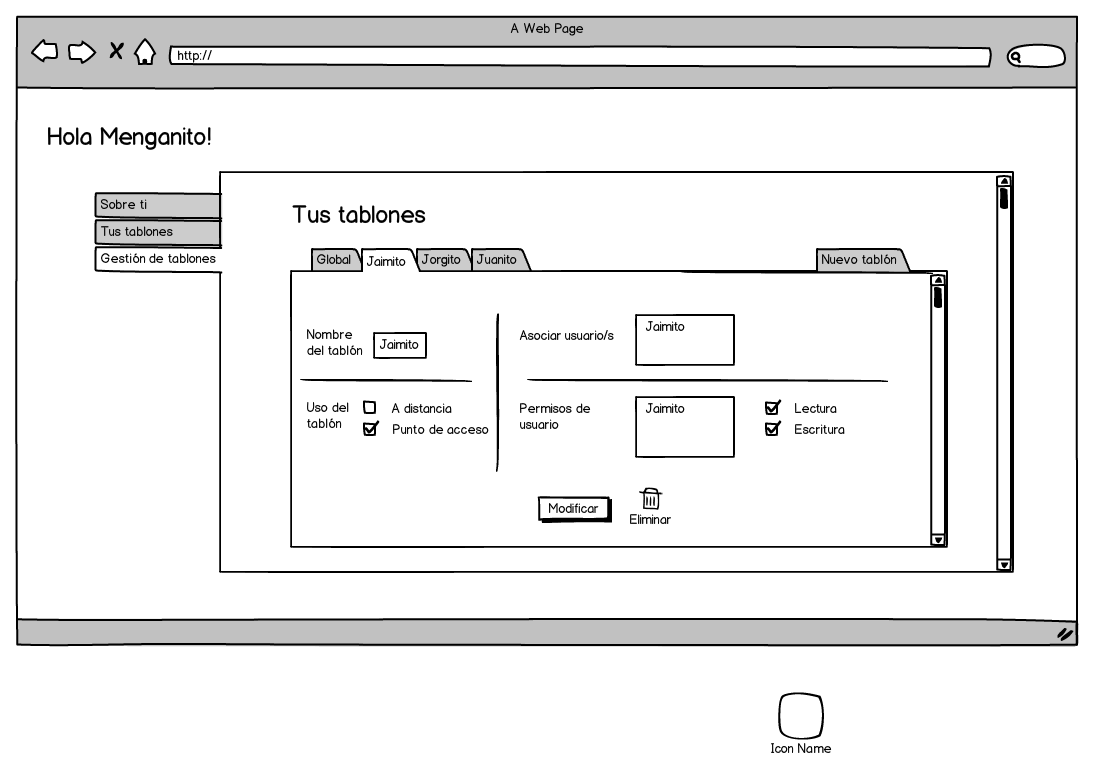 A Web Page
http://
Hola Menganito!
Sobre ti
Tus tablones
Gestión de tablones
Tus tablones
Global
Jaimito
Jorgito
Juanito
Nuevo tablón
Nombre
del tablón
Jaimito
Asociar usuario/s
Jaimito
Uso del
tablón
A distancia
Punto de acceso
Permisos de
usuario
Jaimito
Lectura
Escritura
Modificar
Eliminar
Icon Name